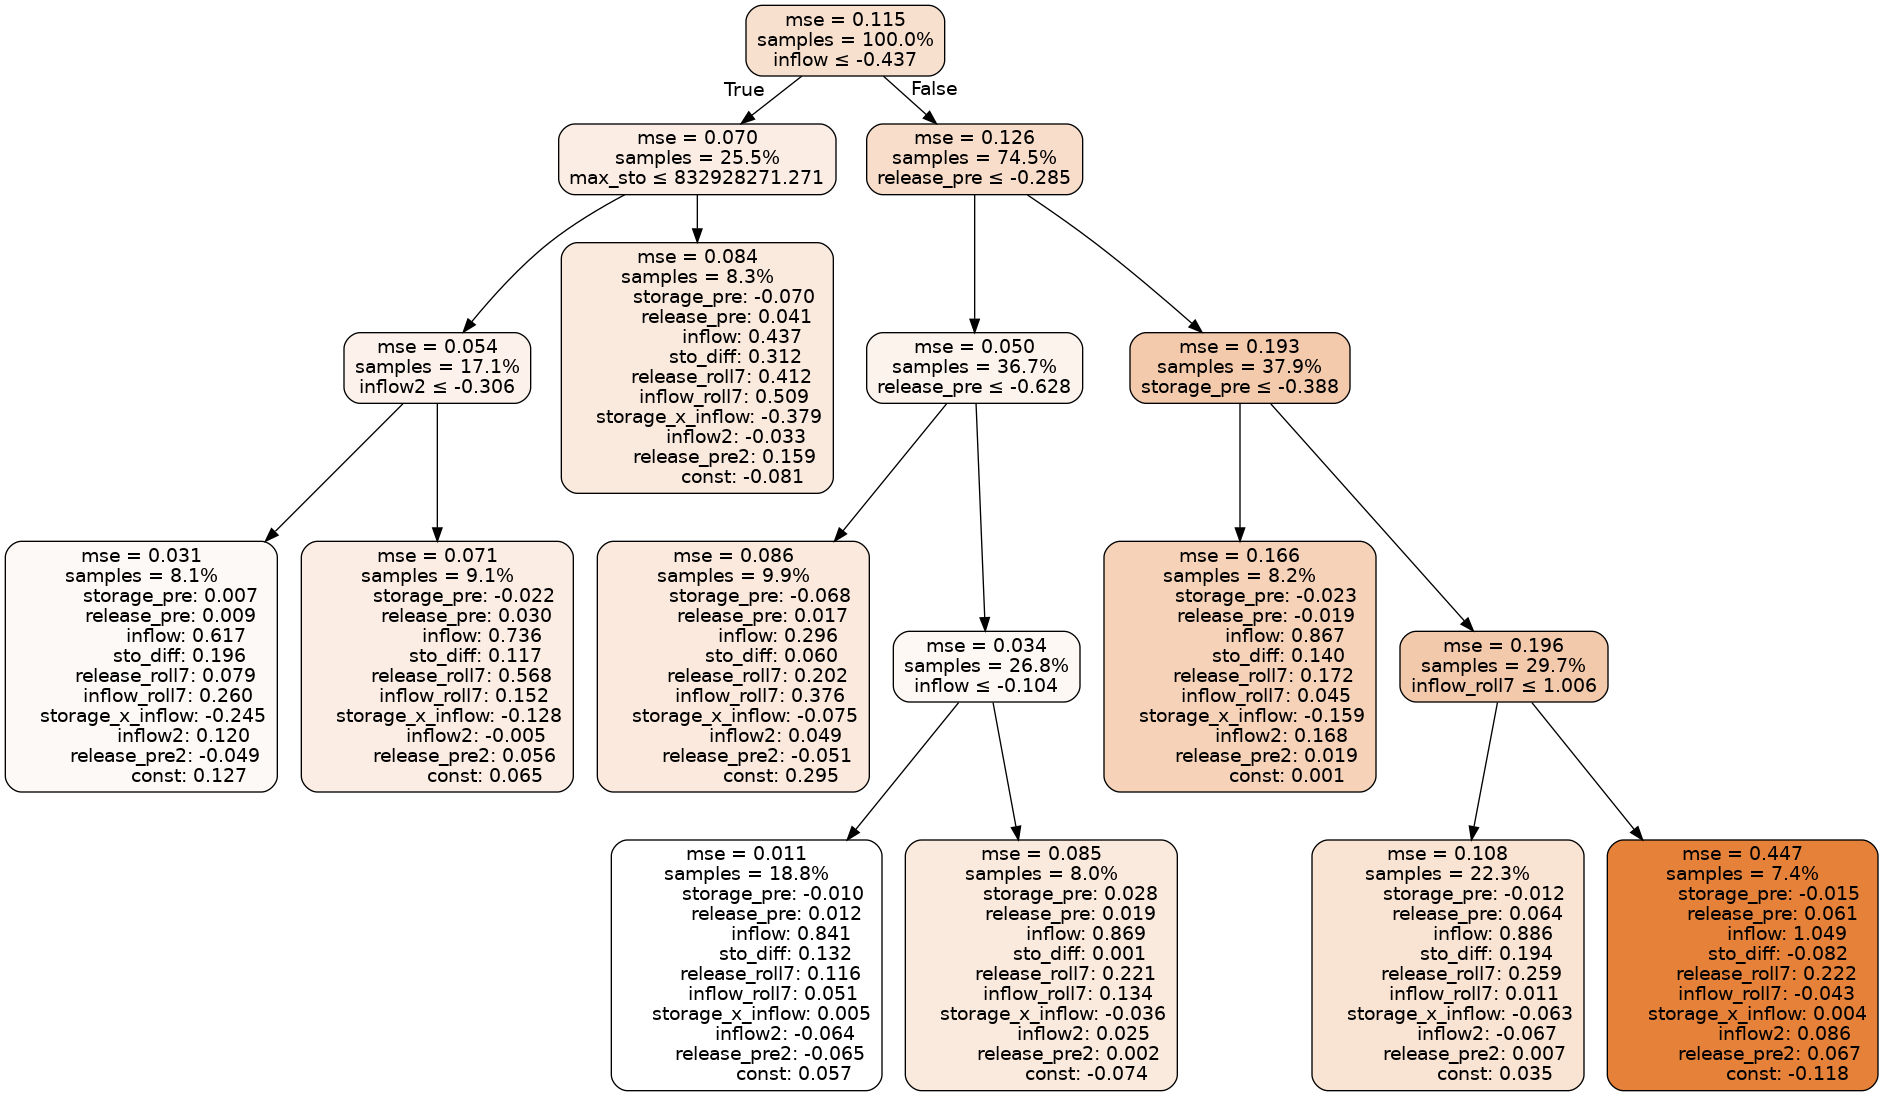 mse = 0.115
samples = 100.0%
inflow ≤ -0.437
True
False
mse = 0.070
samples = 25.5%
max_sto ≤ 832928271.271
mse = 0.126
samples = 74.5%
release_pre ≤ -0.285
mse = 0.054
samples = 17.1%
inflow2 ≤ -0.306
mse = 0.084
samples = 8.3%
storage_pre: -0.070
release_pre: 0.041
inflow: 0.437
sto_diff: 0.312
release_roll7: 0.412
inflow_roll7: 0.509
storage_x_inflow: -0.379
inflow2: -0.033
release_pre2: 0.159
const: -0.081
mse = 0.050
samples = 36.7%
release_pre ≤ -0.628
mse = 0.193
samples = 37.9%
storage_pre ≤ -0.388
mse = 0.031
samples = 8.1%
storage_pre: 0.007
release_pre: 0.009
inflow: 0.617
sto_diff: 0.196
release_roll7: 0.079
inflow_roll7: 0.260
storage_x_inflow: -0.245
inflow2: 0.120
release_pre2: -0.049
const: 0.127
mse = 0.071
samples = 9.1%
storage_pre: -0.022
release_pre: 0.030
inflow: 0.736
sto_diff: 0.117
release_roll7: 0.568
inflow_roll7: 0.152
storage_x_inflow: -0.128
inflow2: -0.005
release_pre2: 0.056
const: 0.065
mse = 0.086
samples = 9.9%
storage_pre: -0.068
release_pre: 0.017
inflow: 0.296
sto_diff: 0.060
release_roll7: 0.202
inflow_roll7: 0.376
storage_x_inflow: -0.075
inflow2: 0.049
release_pre2: -0.051
const: 0.295
mse = 0.034
samples = 26.8%
inflow ≤ -0.104
mse = 0.166
samples = 8.2%
storage_pre: -0.023
release_pre: -0.019
inflow: 0.867
sto_diff: 0.140
release_roll7: 0.172
inflow_roll7: 0.045
storage_x_inflow: -0.159
inflow2: 0.168
release_pre2: 0.019
const: 0.001
mse = 0.196
samples = 29.7%
inflow_roll7 ≤ 1.006
mse = 0.011
samples = 18.8%
storage_pre: -0.010
release_pre: 0.012
inflow: 0.841
sto_diff: 0.132
release_roll7: 0.116
inflow_roll7: 0.051
storage_x_inflow: 0.005
inflow2: -0.064
release_pre2: -0.065
const: 0.057
mse = 0.085
samples = 8.0%
storage_pre: 0.028
release_pre: 0.019
inflow: 0.869
sto_diff: 0.001
release_roll7: 0.221
inflow_roll7: 0.134
storage_x_inflow: -0.036
inflow2: 0.025
release_pre2: 0.002
const: -0.074
mse = 0.108
samples = 22.3%
storage_pre: -0.012
release_pre: 0.064
inflow: 0.886
sto_diff: 0.194
release_roll7: 0.259
inflow_roll7: 0.011
storage_x_inflow: -0.063
inflow2: -0.067
release_pre2: 0.007
const: 0.035
mse = 0.447
samples = 7.4%
storage_pre: -0.015
release_pre: 0.061
inflow: 1.049
sto_diff: -0.082
release_roll7: 0.222
inflow_roll7: -0.043
storage_x_inflow: 0.004
inflow2: 0.086
release_pre2: 0.067
const: -0.118